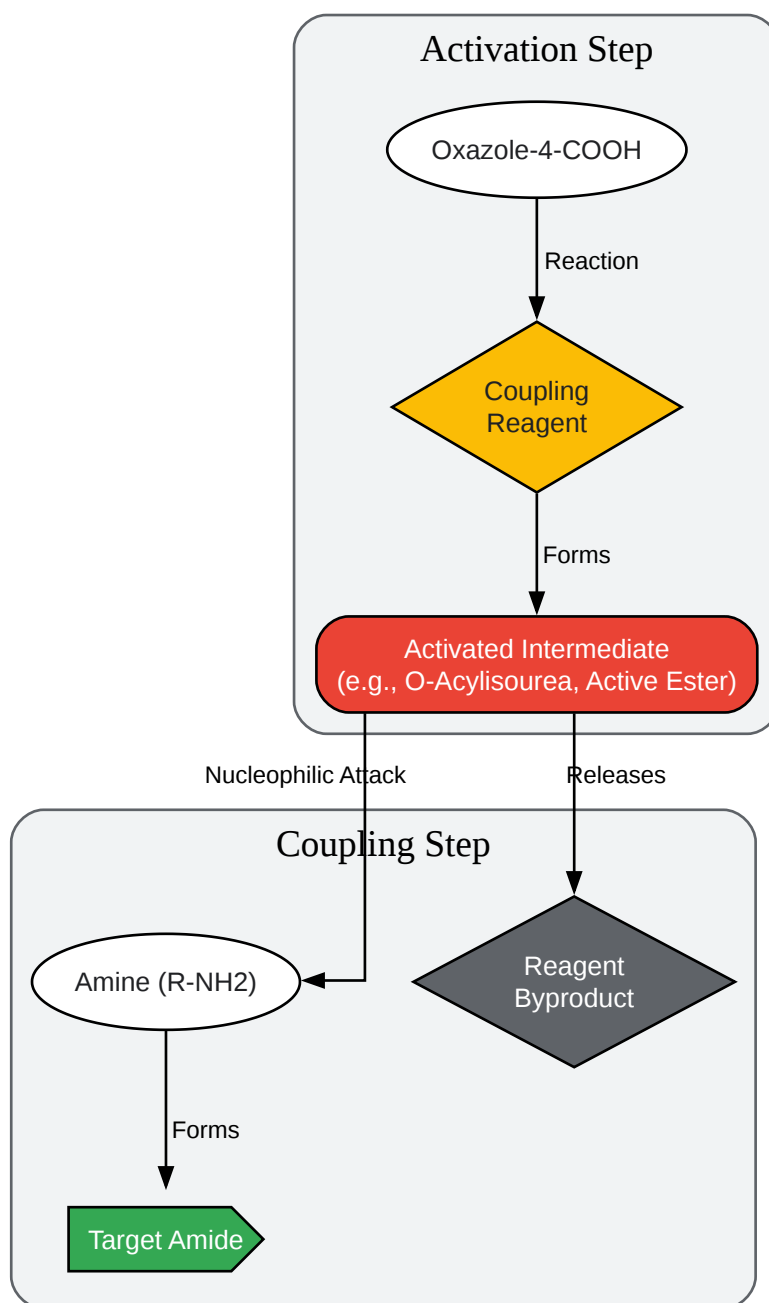 Activation Step
Oxazole-4-COOH
Reaction
Coupling
Reagent
Forms
Activated Intermediate
(e.g., O-Acylisourea, Active Ester)
Nucleophilic Attack
Releases
Coupling Step
Amine (R-NH2)
Reagent
Byproduct
Forms
Target Amide